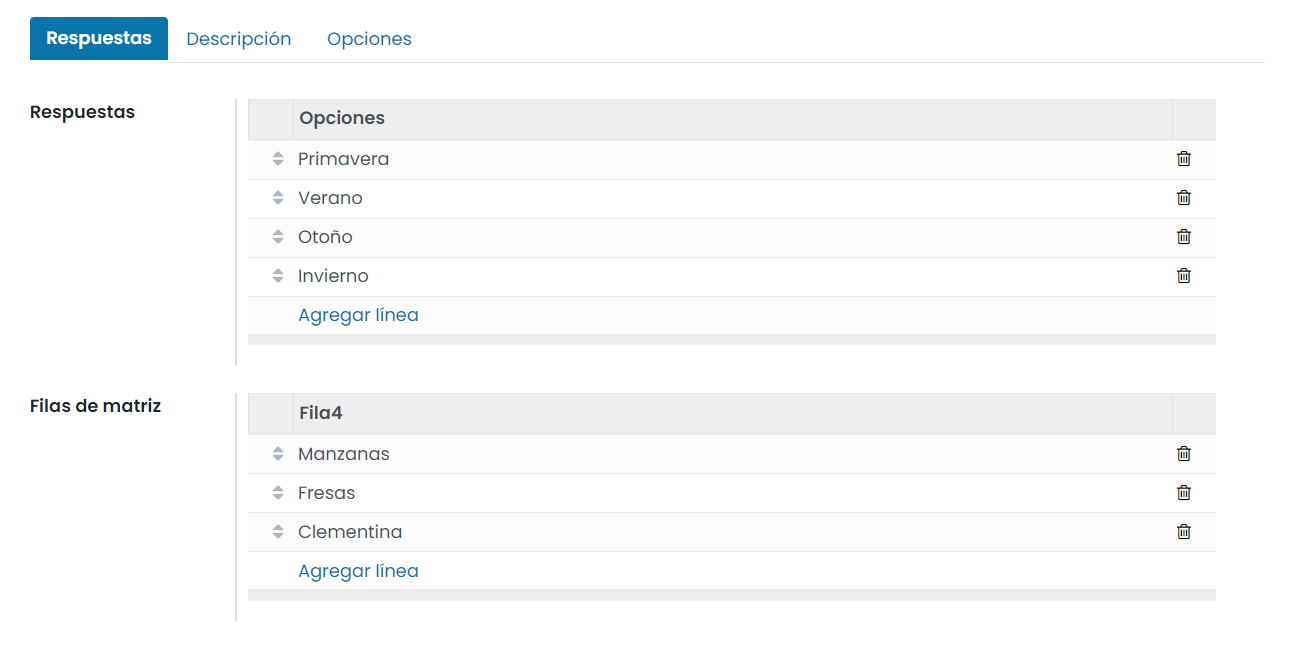 Respuestas Descripción Opciones
Respuestas
Opciones
Primavera
Verano
Otoño
Invierno
Agregar línea
Filas de matriz
Fila4
Manzanas
Fresas
Clementina
Agregar línea